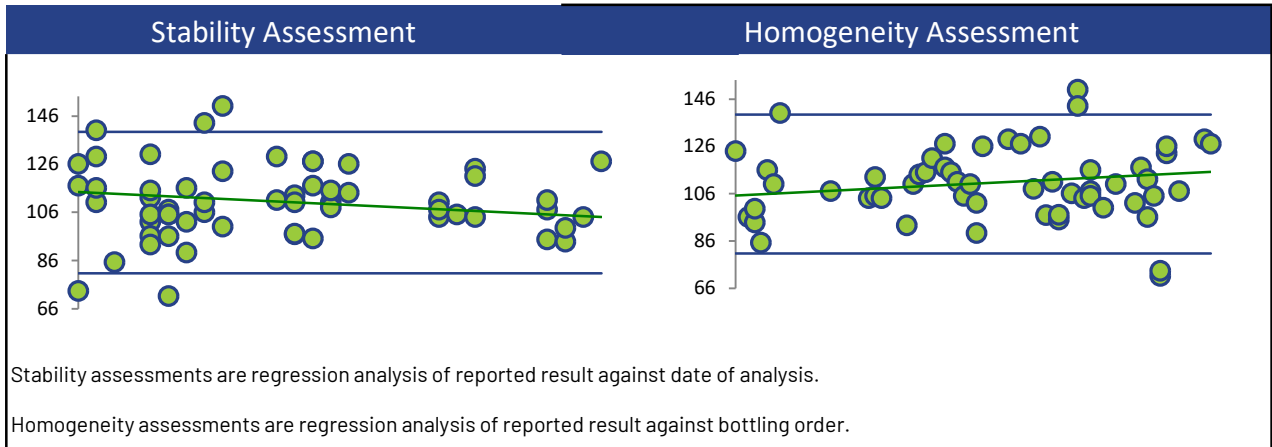 Stability Assessment
Homogeneity Assessment
146
126
106
86
66
146
126
106
86
66
Stability assessments are regression analysis of reported result against date of analysis.
Homogeneity assessments are regression analysis of reported result against bottling order.